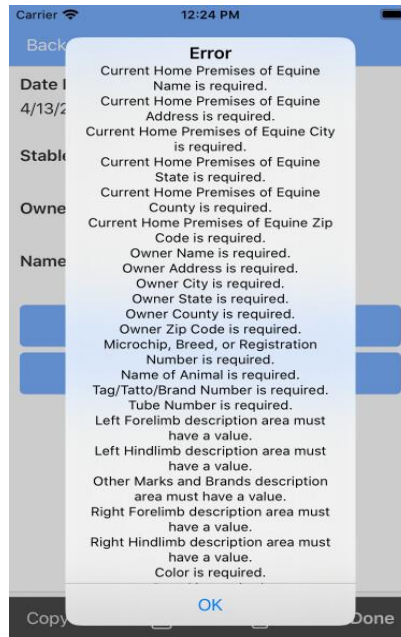 Carrier 12:24 PM
Back
Error
Current Home Premises of Equine
Name is required.
Current Home Premises of Equine
Address is required.
Current Home Premises of Equine City
is required.
Current Home Premises of Equine
State is required.
Current Home Premises of Equine
County is required.
Current Home Premises of Equine Zip
Code is required.
Owner Name is required.
Owner Address is required.
Owner City is required.
Owner State is required.
Owner County is required.
Owner Zip Code is required.
Microchip, Breed, or Registration
Number is required.
Name of Animal is required.
Tag/Tatto/Brand Number is required.
Tube Number is required.
Left Forelimb description area must
have a value.
Left Hindlimb description area must
have a value.
Other Marks and Brands description
area must have a value.
Right Forelimb description area must
have a value.
Right Hindlimb description area must
have a value.
Color is required.
OK
Date
4/13/2
Stable
Owne
Name
Copy
Done